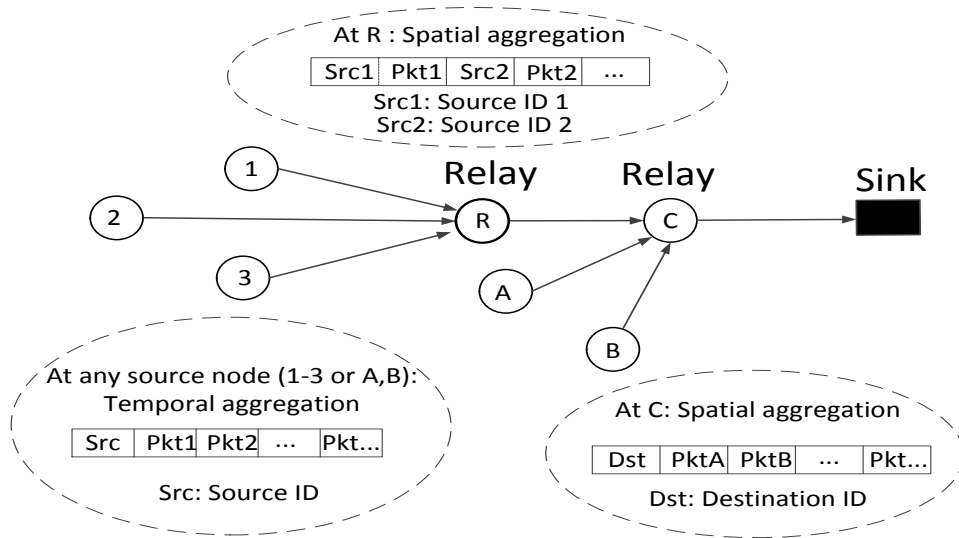 At R : Spatial aggregation
Src1 Pkt1 Src2 Pkt2 ...
Src1: Source ID 1
Src2: Source ID 2
1
Relay
Relay
Sink
2
R
C
3
A
B
At any source node (1-3 or A,B):
Temporal aggregation
Src Pkt1 Pkt2 ... Pkt...
Src: Source ID
At C: Spatial aggregation
Dst PktA PktB ... Pkt...
Dst: Destination ID